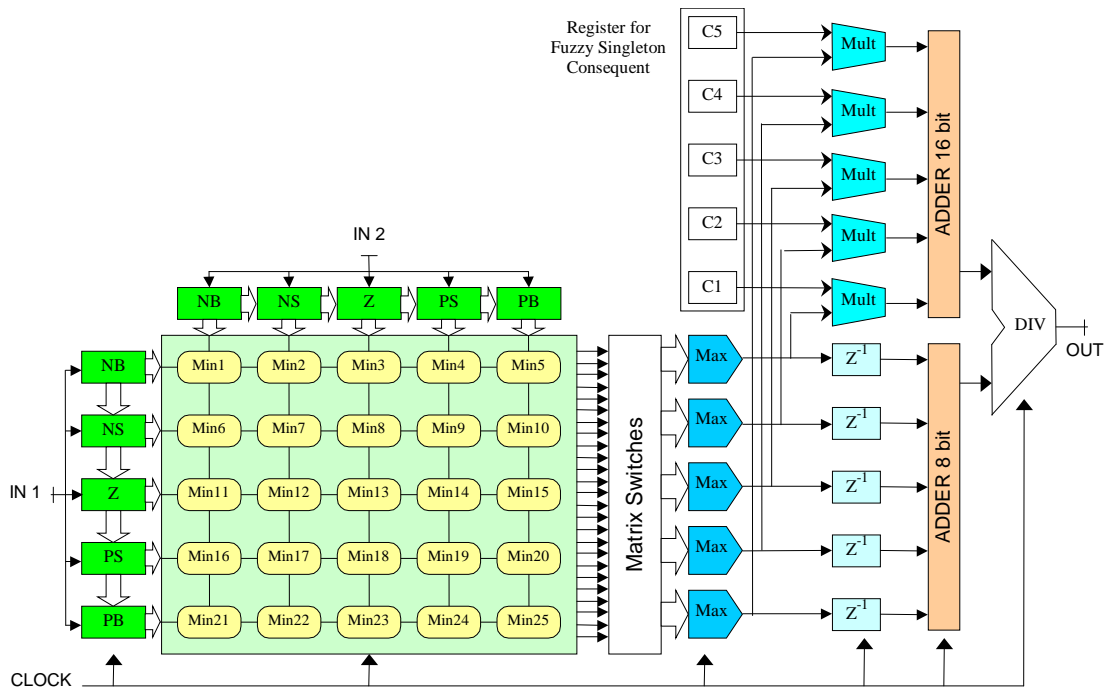 Register for
Fuzzy Singleton
Consequent
C5
C4
C3
C2
C1
Mult
Mult
Mult
Mult
Mult
ADDER 16 bit
IN 2
NB
NS
Z
PS
PB
IN 1
NB
NS
Z
PS
PB
Min1
Min2
Min3
Min4
Min5
Min6
Min7
Min8
Min9
Min10
Min11
Min12
Min13
Min14
Min15
Min16
Min17
Min18
Min19
Min20
Min21
Min22
Min23
Min24
Min25
Matrix Switches
Max
Max
Max
Max
Max
Z-1
Z-1
Z-1
Z-1
Z-1
ADDER 8 bit
DIV
OUT
CLOCK